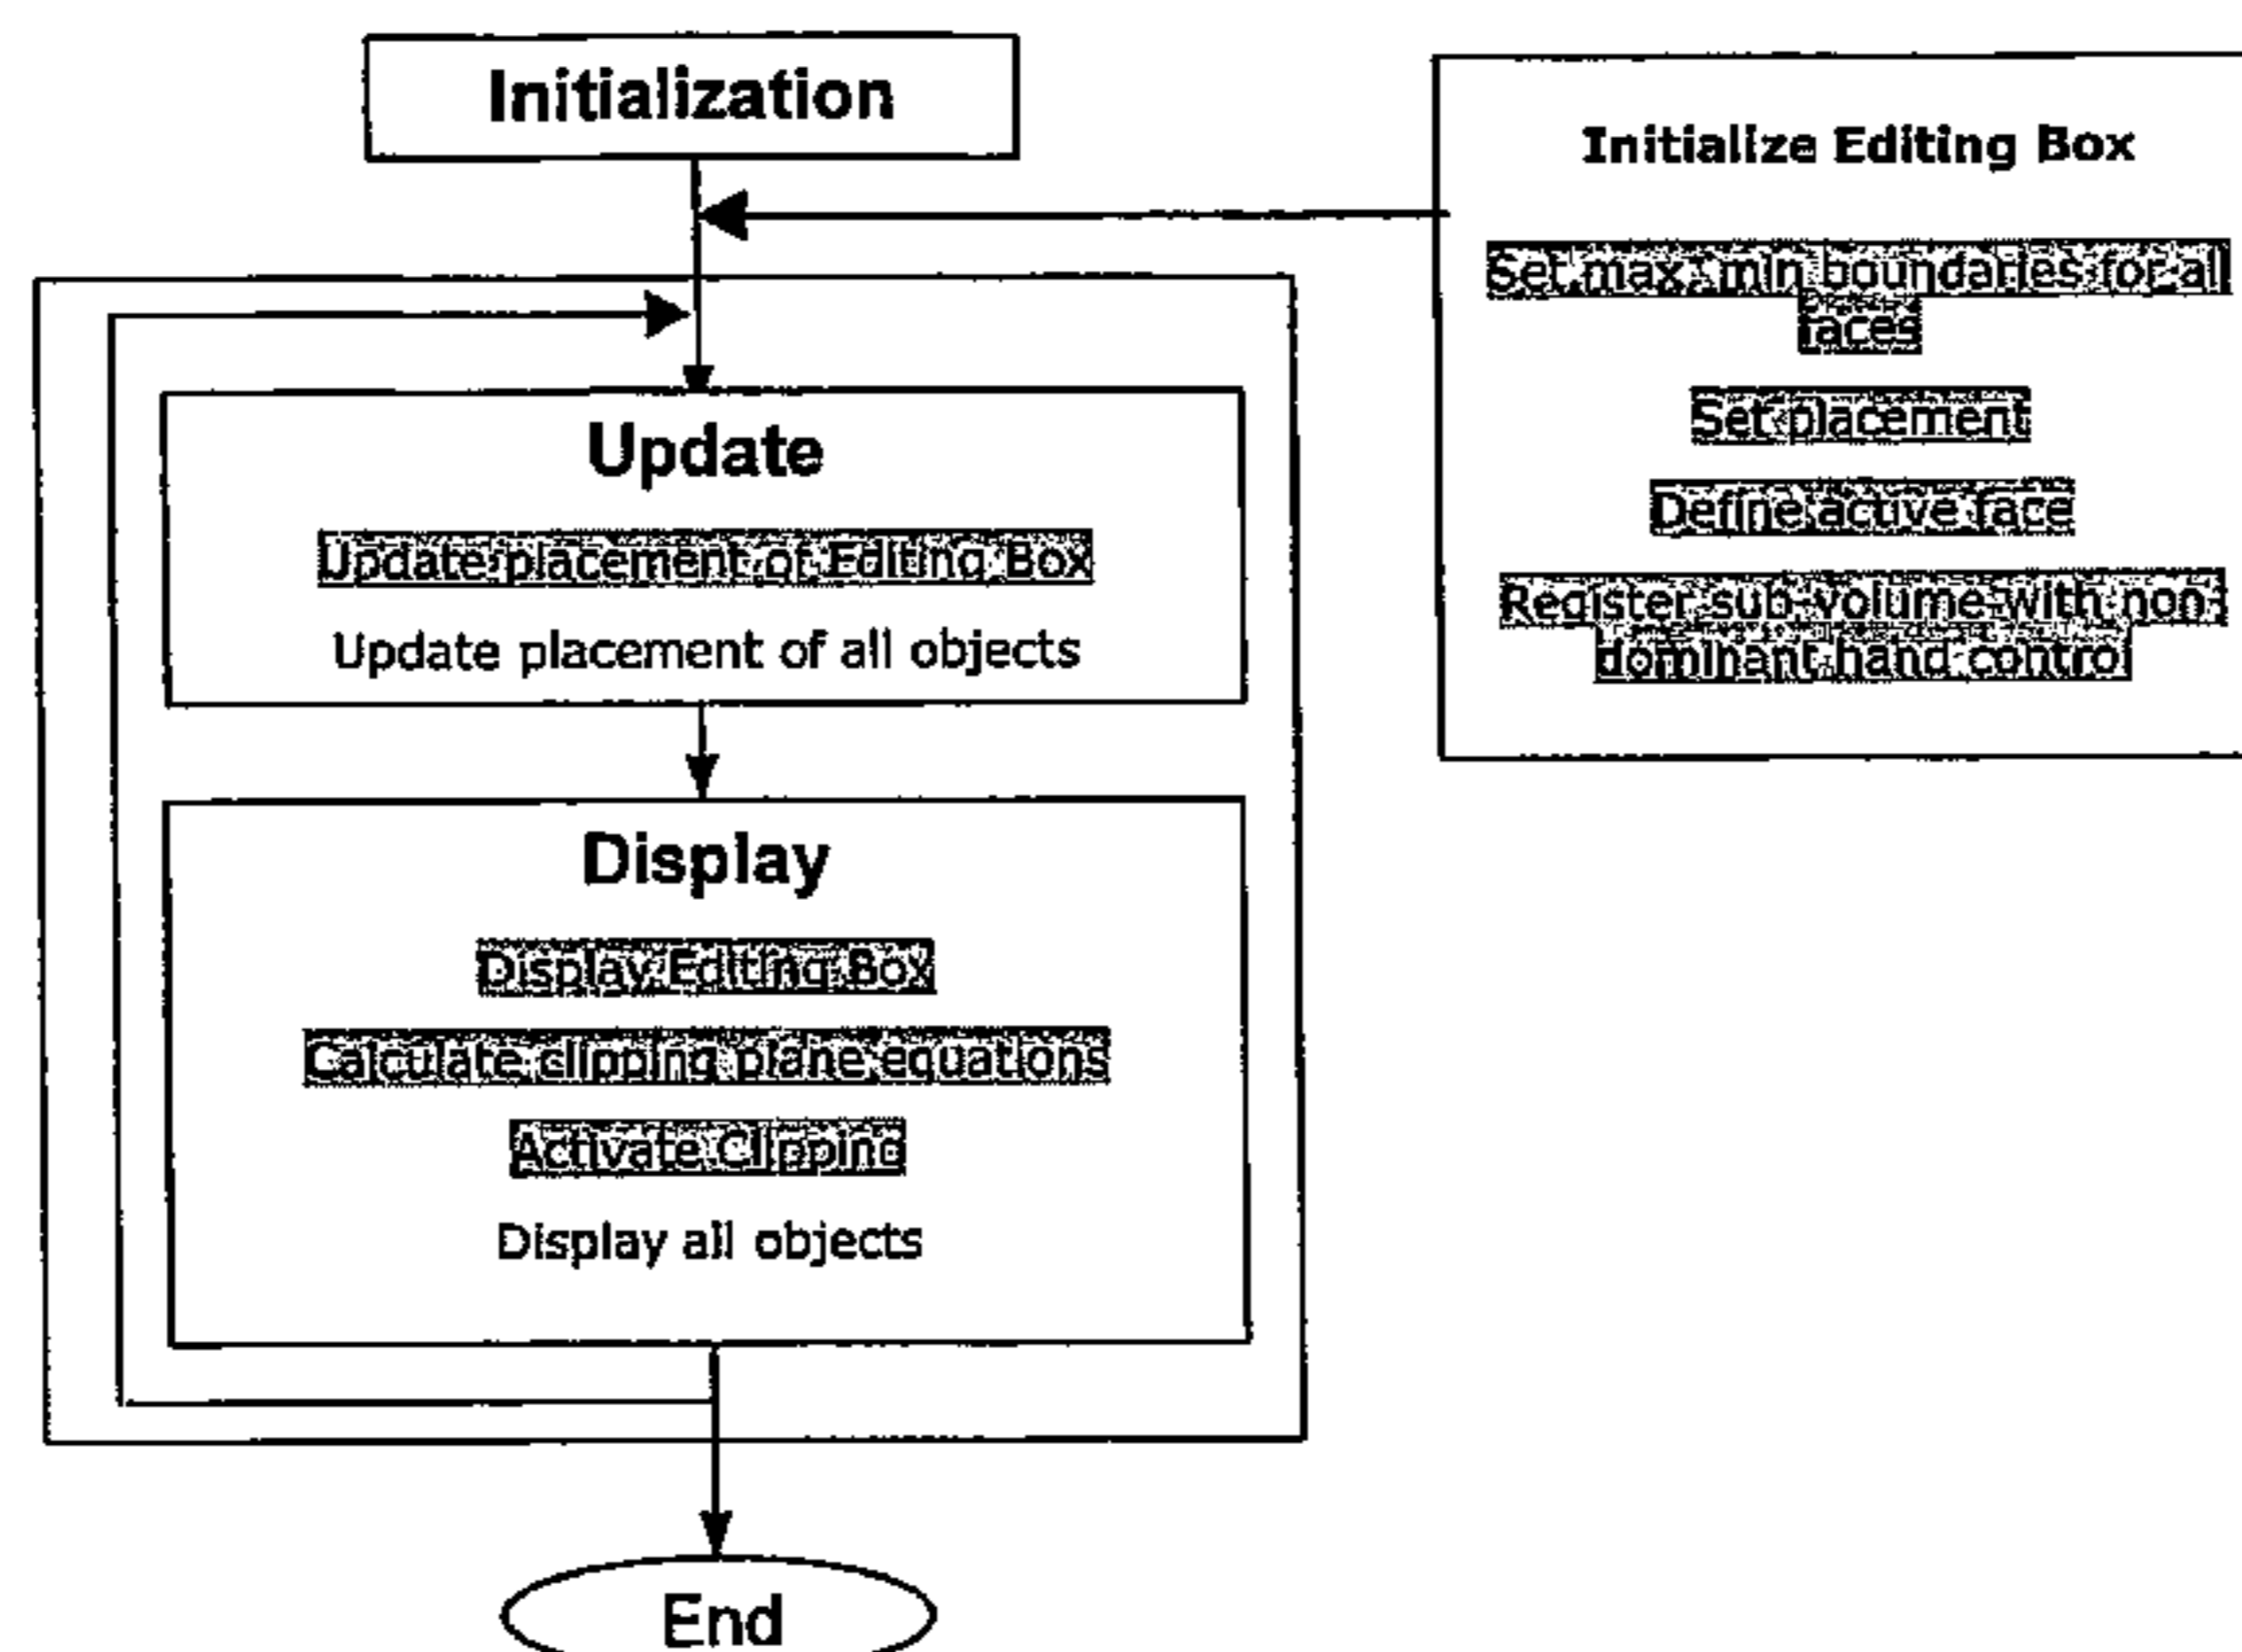 Initialization
Update
Update placement of Editing Box
Update placement of all objects
Display
Display Editing Box
Calculate clipping plane equations
Activate Clipping
Display all objects
End
Initialize Editing Box
Set max, min boundaries for all
faces
Set placement
Define active face
Register sub-volume with non-
dominant hand control